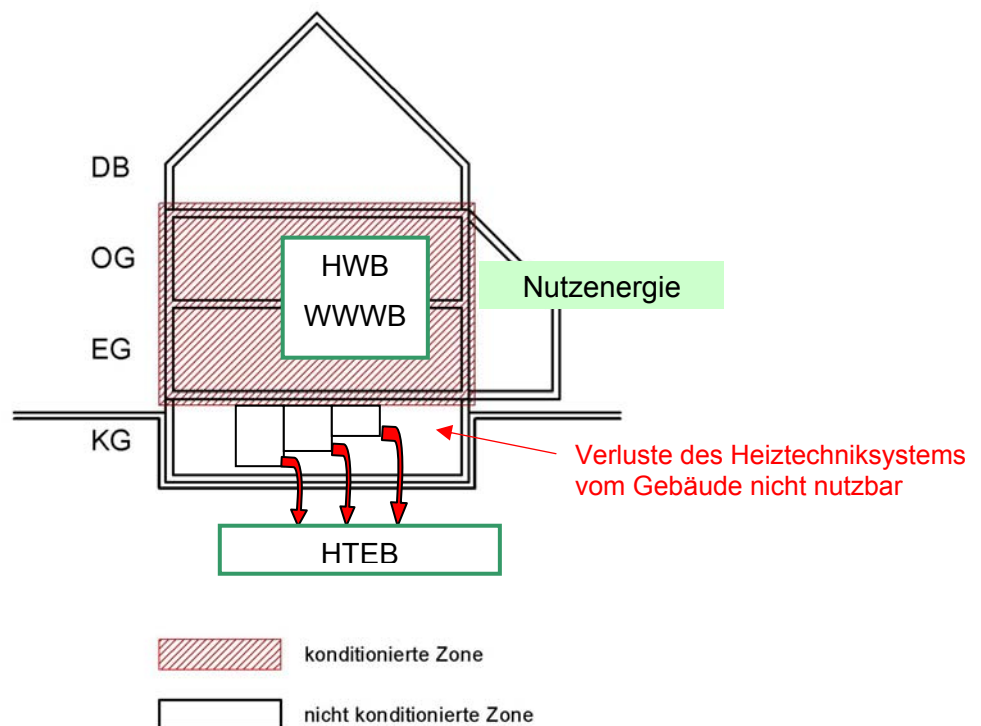 DB
OG
HWB
Nutzenergie
WWWB
EG
KG
Verluste des Heiztechniksystems
vom Gebäude nicht nutzbar
HTEB
konditionierte Zone
nicht konditionierte Zone